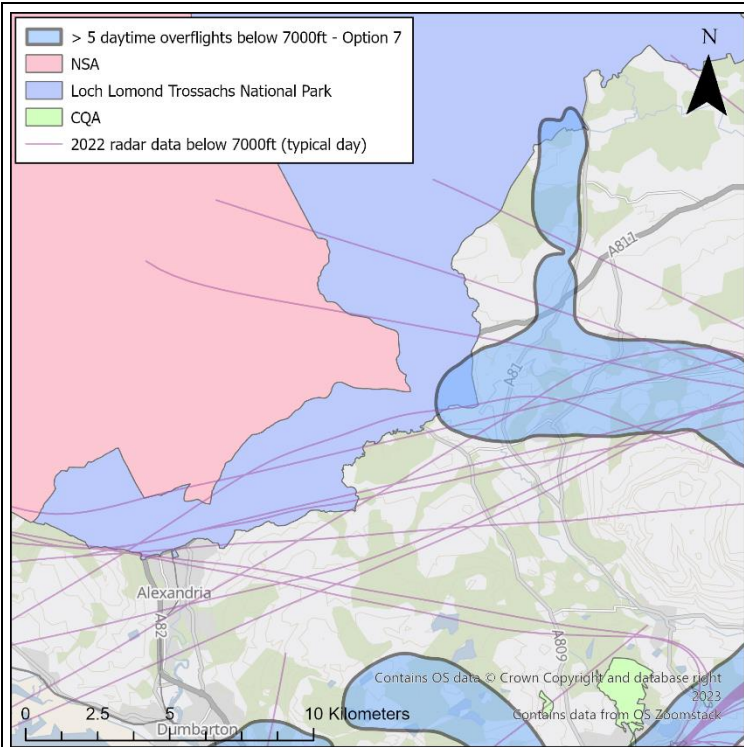 > 5 daytime overflights below 7000ft - Option 7
NSA
Loch Lomond Trossachs National Park
CQA
2022 radar data below 7000ft (typical day)
N
A811
A81
Alexandria
A82
A809
Dumbarton
Contains OS data © Crown Copyright and database right
2023
Contains data from OS Zoomstack
0 2.5 5 10 Kilometers